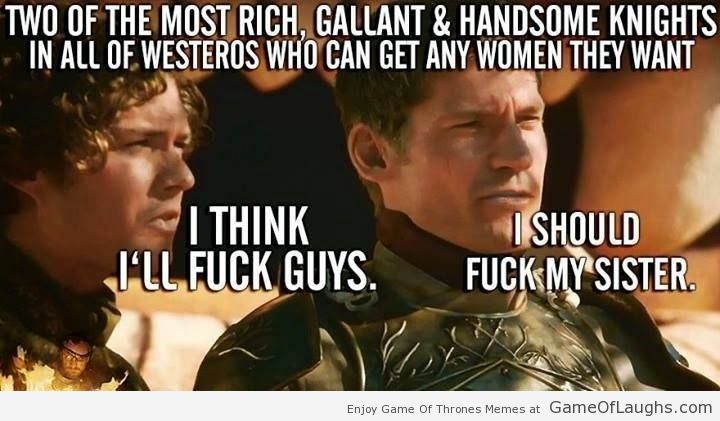 TWO OF THE MOST RICH, GALLANT & HANDSOME KNIGHTS
IN ALL OF WESTEROS WHO CAN GET ANY WOMEN THEY WANT
I THINK
I'LL FUCK GUYS.
I SHOULD
FUCK MY SISTER.
Enjoy Game Of Thrones Memes at GameOfLaughs.com